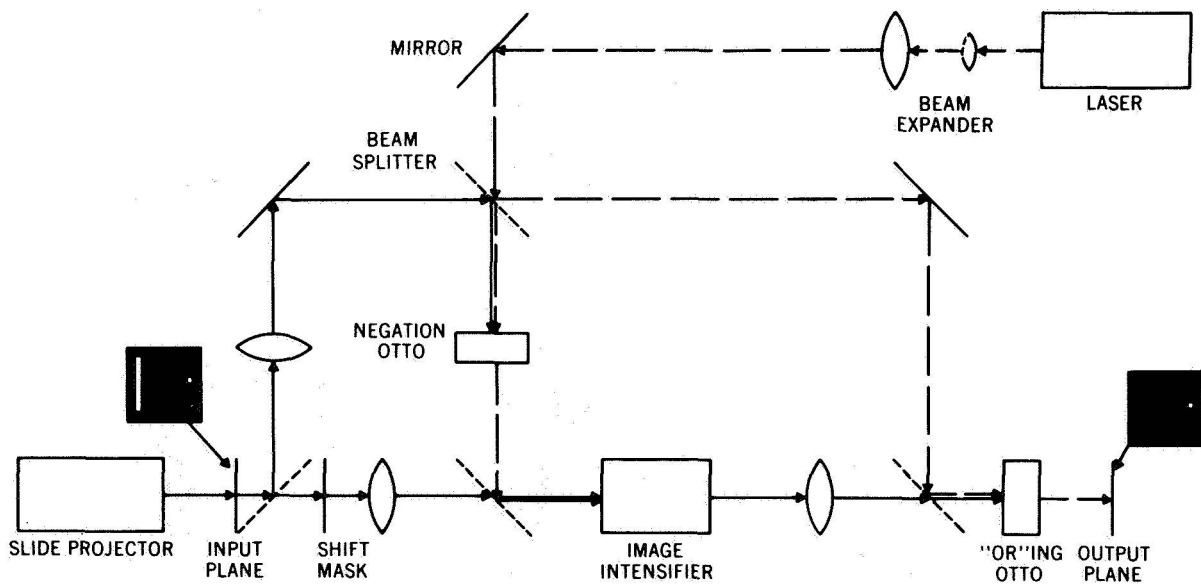 MIRROR
BEAM
EXPANDER
LASER
BEAM
SPLITTER
NEGATION
OTTO
SLIDE PROJECTOR
INPUT
PLANE
SHIFT
MASK
IMAGE
INTENSIFIER
"OR"ING
OTTO
OUTPUT
PLANE